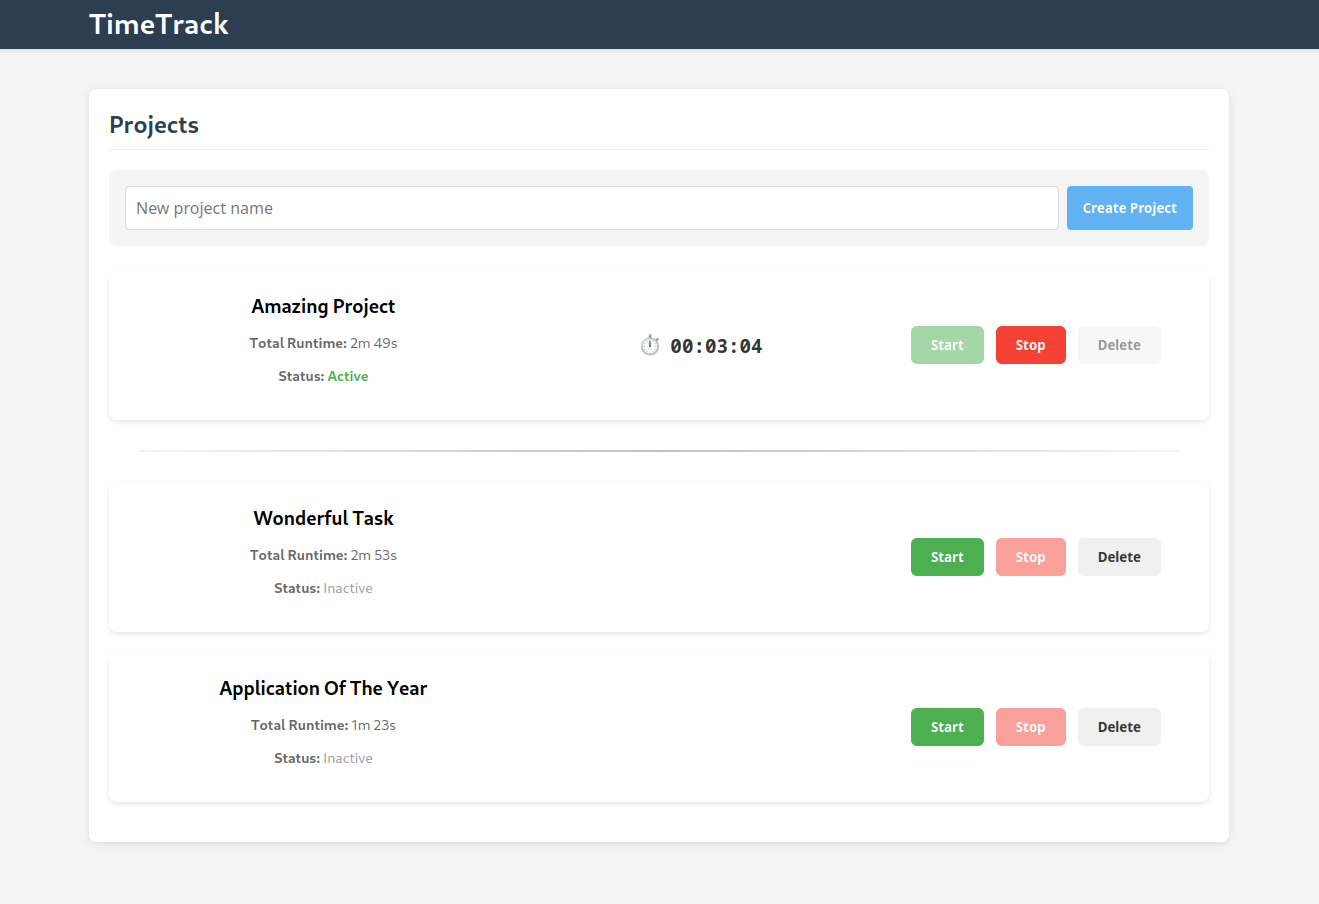 TimeTrack
Projects
New project name
Create Project
Amazing Project
Total Runtime: 2m 49s
Status: Active
00:03:04
Start
Stop
Delete
Wonderful Task
Total Runtime: 2m 53s
Status: Inactive
Start
Stop
Delete
Application Of The Year
Total Runtime: 1m 23s
Status: Inactive
Start
Stop
Delete